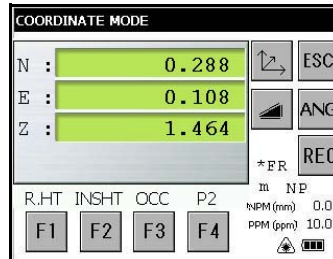 COORDINATE MODE
N : 0.288
E : 0.108
Z : 1.464
ESC
ANG
REC
*FR
m NP
R.HT INSHT OCC P2
F1 F2 F3 F4
NPM (mm) 0.0
PPM (ppm) 10.0